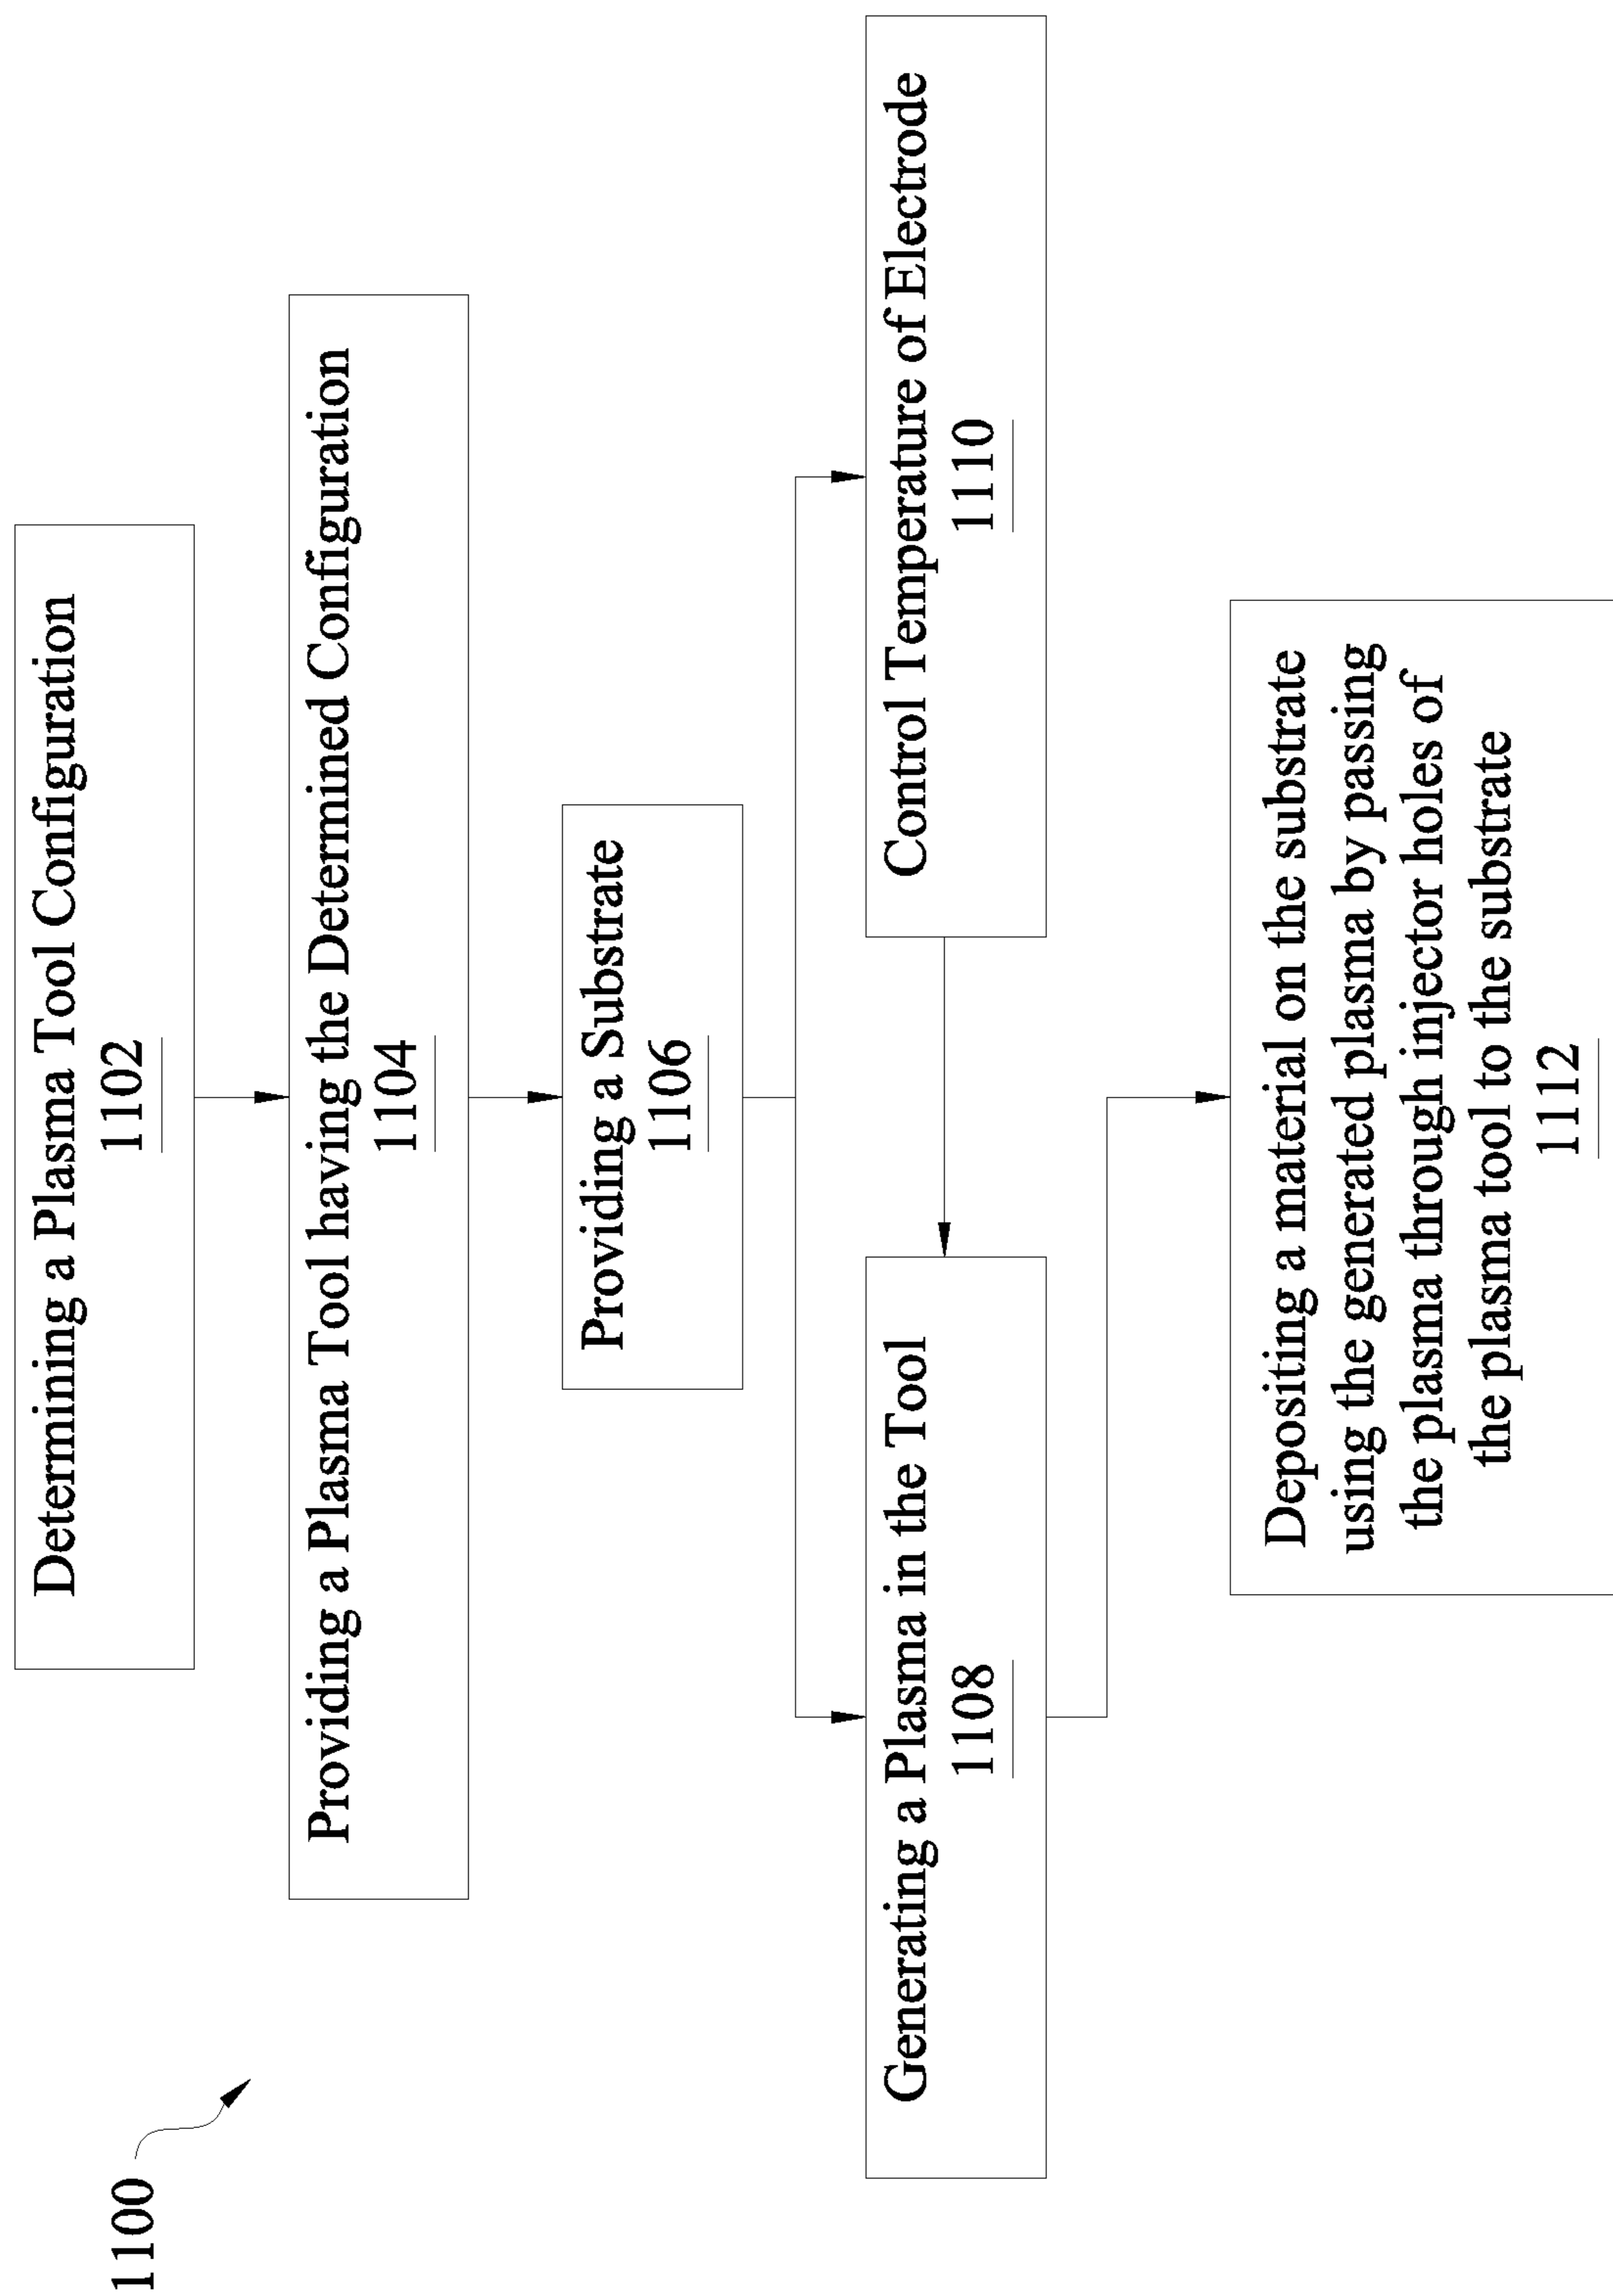 1100
Determining a Plasma Tool Configuration
1102
Providing a Plasma Tool having the Determined Configuration
1104
Providing a Substrate
1106
Generating a Plasma in the Tool
1108
Control Temperature of Electrode
1110
Depositing a material on the substrate
using the generated plasma by passing
the plasma through injector holes of
the plasma tool to the substrate
1112